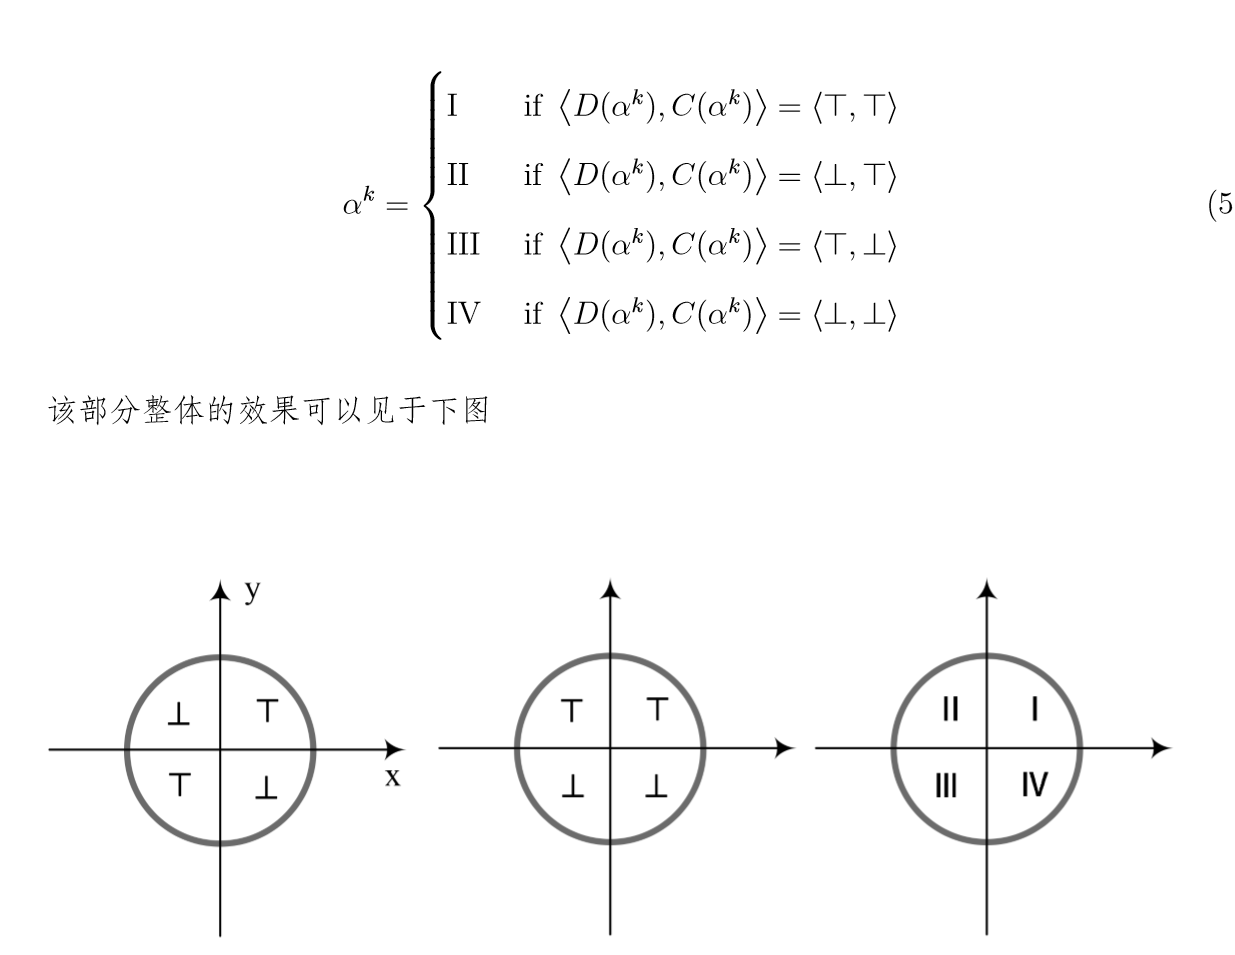 I if ⟨D(α^k), C(α^k)⟩ = ⟨⊤, ⊤⟩
II if ⟨D(α^k), C(α^k)⟩ = ⟨⊥, ⊤⟩
α^k = (5
III if ⟨D(α^k), C(α^k)⟩ = ⟨⊤, ⊥⟩
IV if ⟨D(α^k), C(α^k)⟩ = ⟨⊥, ⊥⟩
该部分整体的效果可以见于下图
y
⊥ ⊤ ⊤ ⊤ II I
x
⊤ ⊥ ⊥ ⊥ III IV